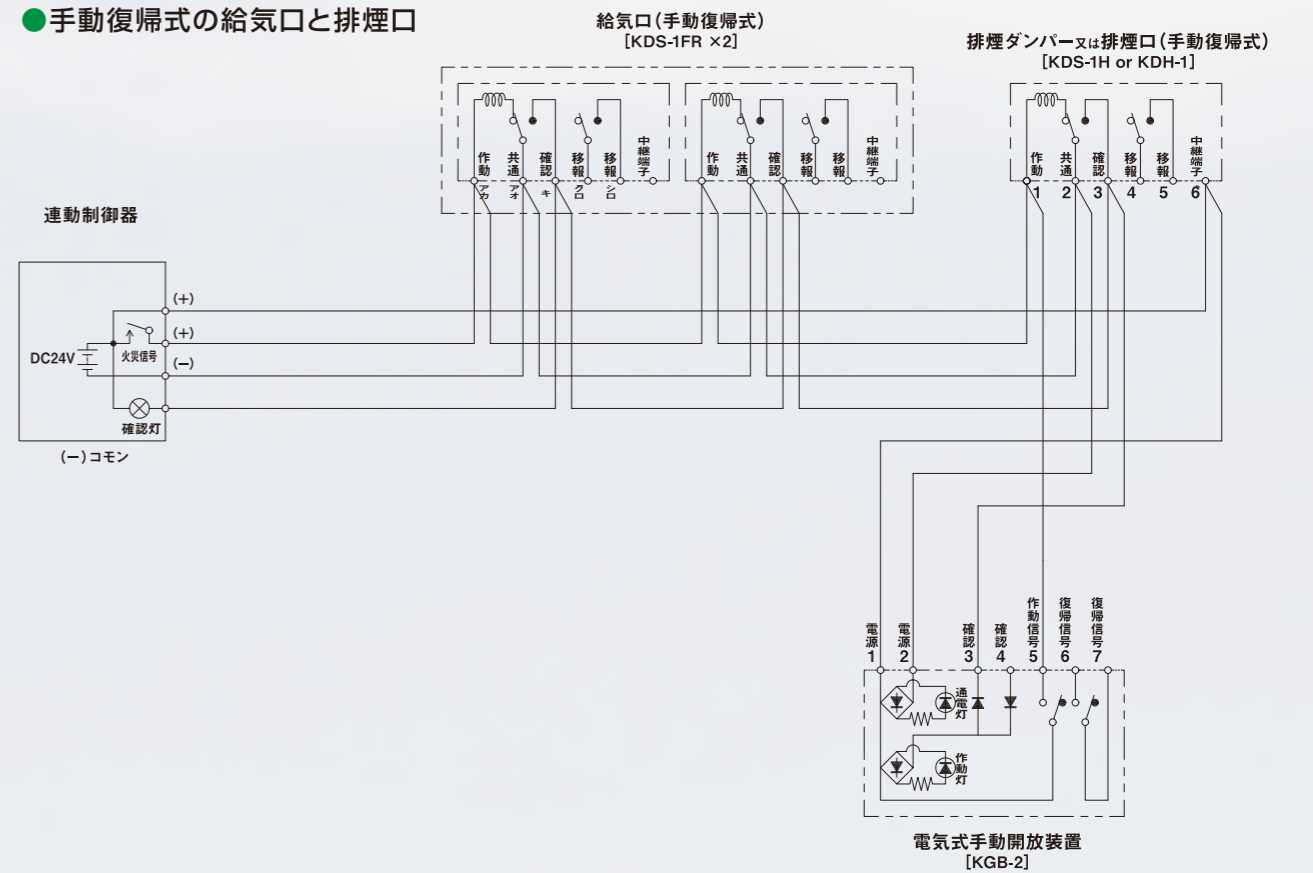 ●手動復帰式の給気口と排煙口
給気口(手動復帰式)
[KDS-1FR ×2]
排煙ダンパー又は排煙口(手動復帰式)
[KDS-1H or KDH-1]
作動 共通 確認 移報 移報 中継端子
アカ アオ キ クロ シロ
作動 共通 確認 移報 移報 中継端子
作動 共通 確認 移報 移報 中継端子
1 2 3 4 5 6
連動制御器
(+)
(+)
(-)
DC24V
火災信号
確認灯
(-)コモン
電源 電源 確認 確認 作動信号 復帰信号 復帰信号
1 2 3 4 5 6 7
通電灯
作動灯
電気式手動開放装置
[KGB-2]